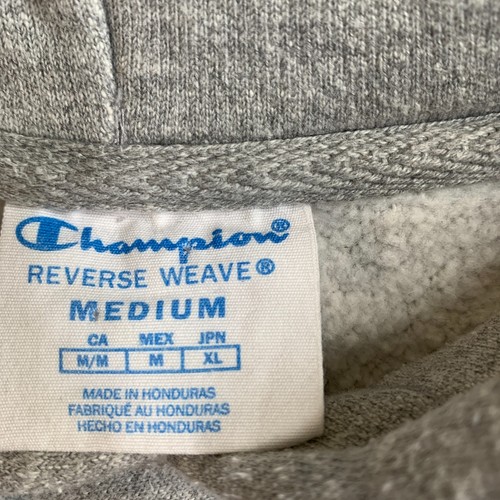 Champion®
REVERSE WEAVE®
MEDIUM
CA MEX JPN
M/M M XL
MADE IN HONDURAS
FABRIQUÉ AU HONDURAS
HECHO EN HONDURAS